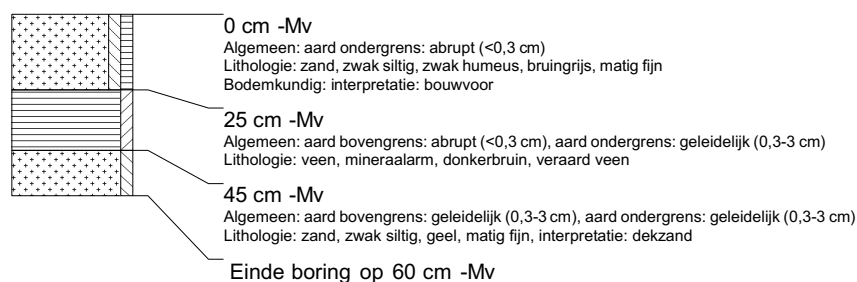 0 cm -Mv
Algemeen: aard ondergrens: abrupt (<0,3 cm)
Lithologie: zand, zwak siltig, zwak humeus, bruingrijs, matig fijn
Bodemkundig: interpretatie: bouwvoor
25 cm -Mv
Algemeen: aard bovengrens: abrupt (<0,3 cm), aard ondergrens: geleidelijk (0,3-3 cm)
Lithologie: veen, mineraalarm, donkerbruin, veraard veen
45 cm -Mv
Algemeen: aard bovengrens: geleidelijk (0,3-3 cm), aard ondergrens: geleidelijk (0,3-3 cm)
Lithologie: zand, zwak siltig, geel, matig fijn, interpretatie: dekzand
Einde boring op 60 cm -Mv